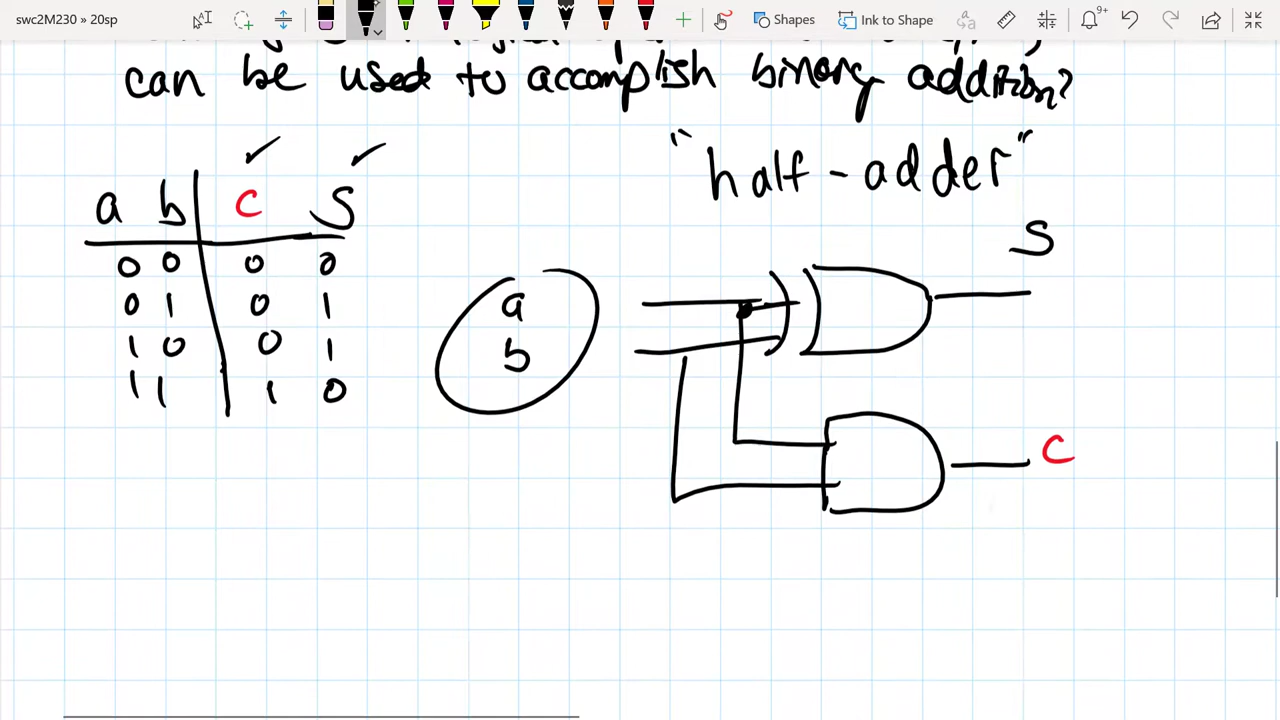 swc2M230 » 20sp
Shapes
Ink to Shape
9+
can be used to accomplish binary addition?
"half-adder"
a b c S
0 0 0 0
0 1 0 1
1 0 0 1
1 1 1 0
a
b
S
c